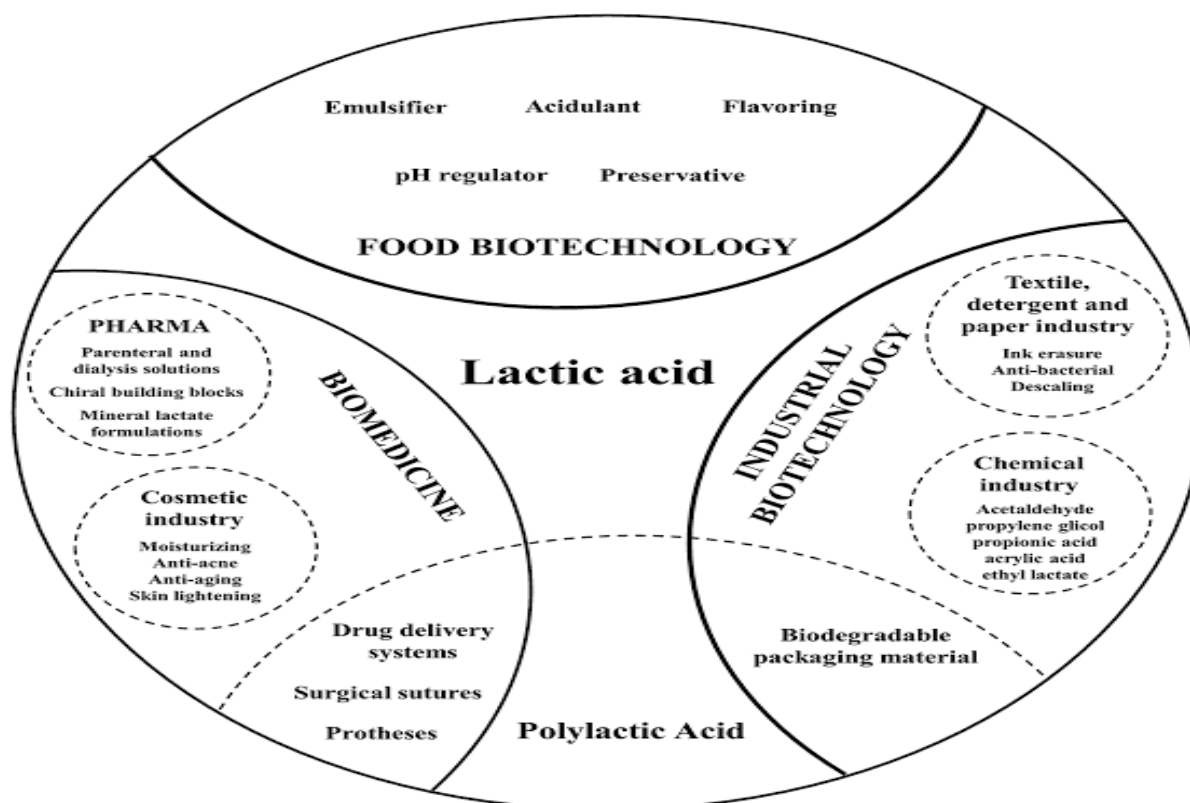 Emulsifier Acidulant Flavoring
pH regulator Preservative
FOOD BIOTECHNOLOGY
PHARMA
Parenteral and
dialysis solutions
Chiral building blocks
Mineral lactate
formulations
Cosmetic
industry
Moisturizing
Anti-acne
Anti-aging
Skin lightening
BIOMEDICINE
Lactic acid
INDUSTRIAL
BIOTECHNOLOGY
Textile,
detergent and
paper industry
Ink erasure
Anti-bacterial
Descaling
Chemical
industry
Acetaldehyde
propylene glicol
propionic acid
acrylic acid
ethyl lactate
Drug delivery
systems
Surgical sutures
Protheses
Polylactic Acid
Biodegradable
packaging material